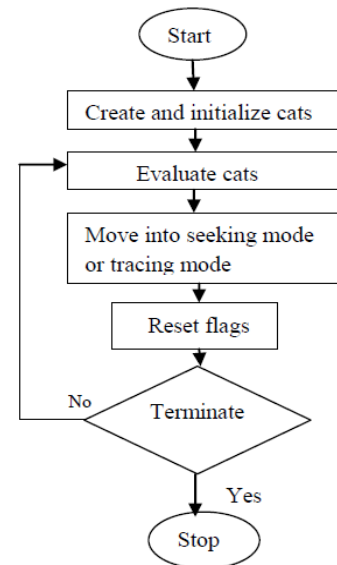 Start
Create and initialize cats
Evaluate cats
Move into seeking mode
or tracing mode
Reset flags
No
Terminate
Yes
Stop